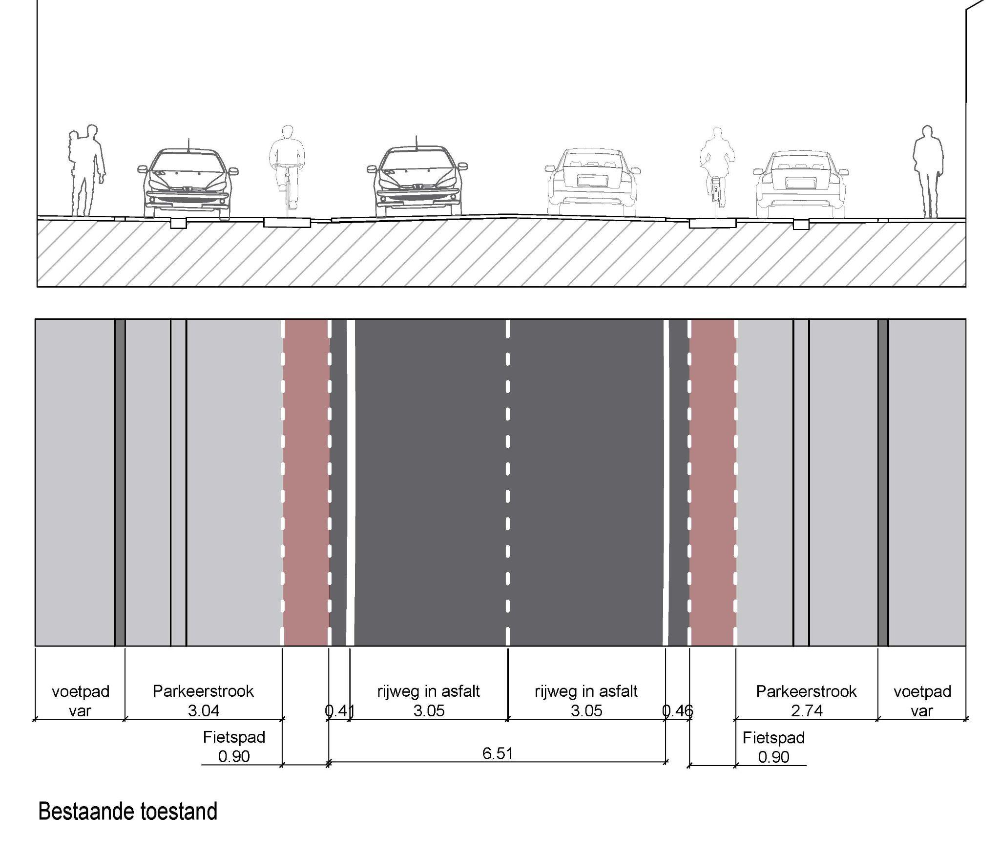 voetpad
var
Parkeerstrook
3.04
0.41
rijweg in asfalt
3.05
rijweg in asfalt
3.05
0.46
Parkeerstrook
2.74
voetpad
var
Fietspad
0.90
6.51
Fietspad
0.90
Bestaande toestand